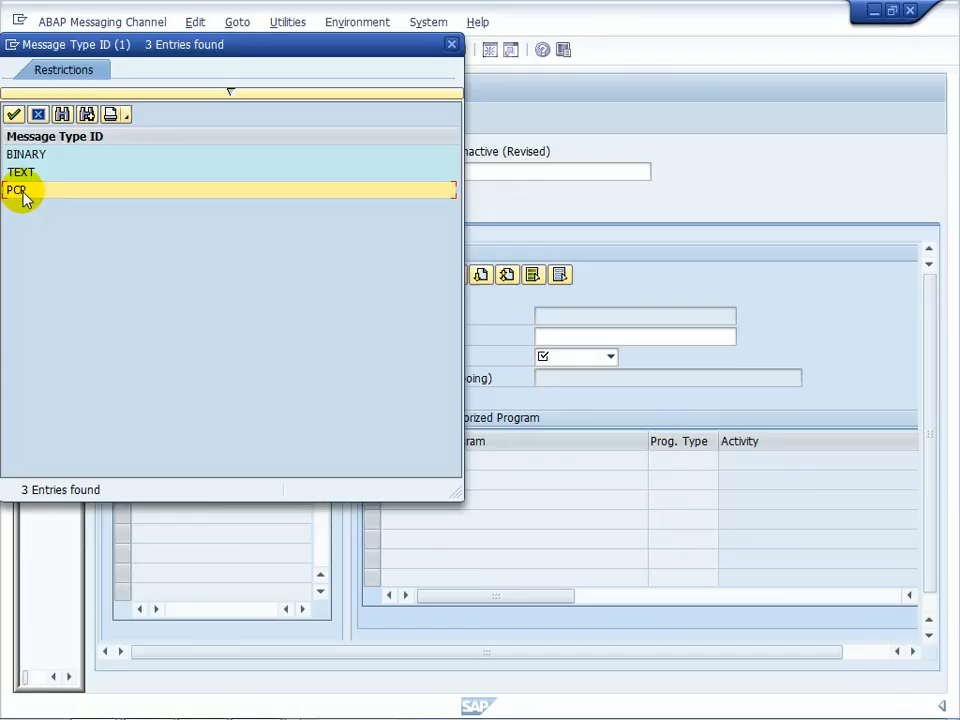 ABAP Messaging Channel Edit Goto Utilities Environment System Help
Message Type ID (1) 3 Entries found
Restrictions
Message Type ID
BINARY
nactive (Revised)
TEXT
PCP
oing)
orized Program
ram Prog. Type Activity
3 Entries found
SAP